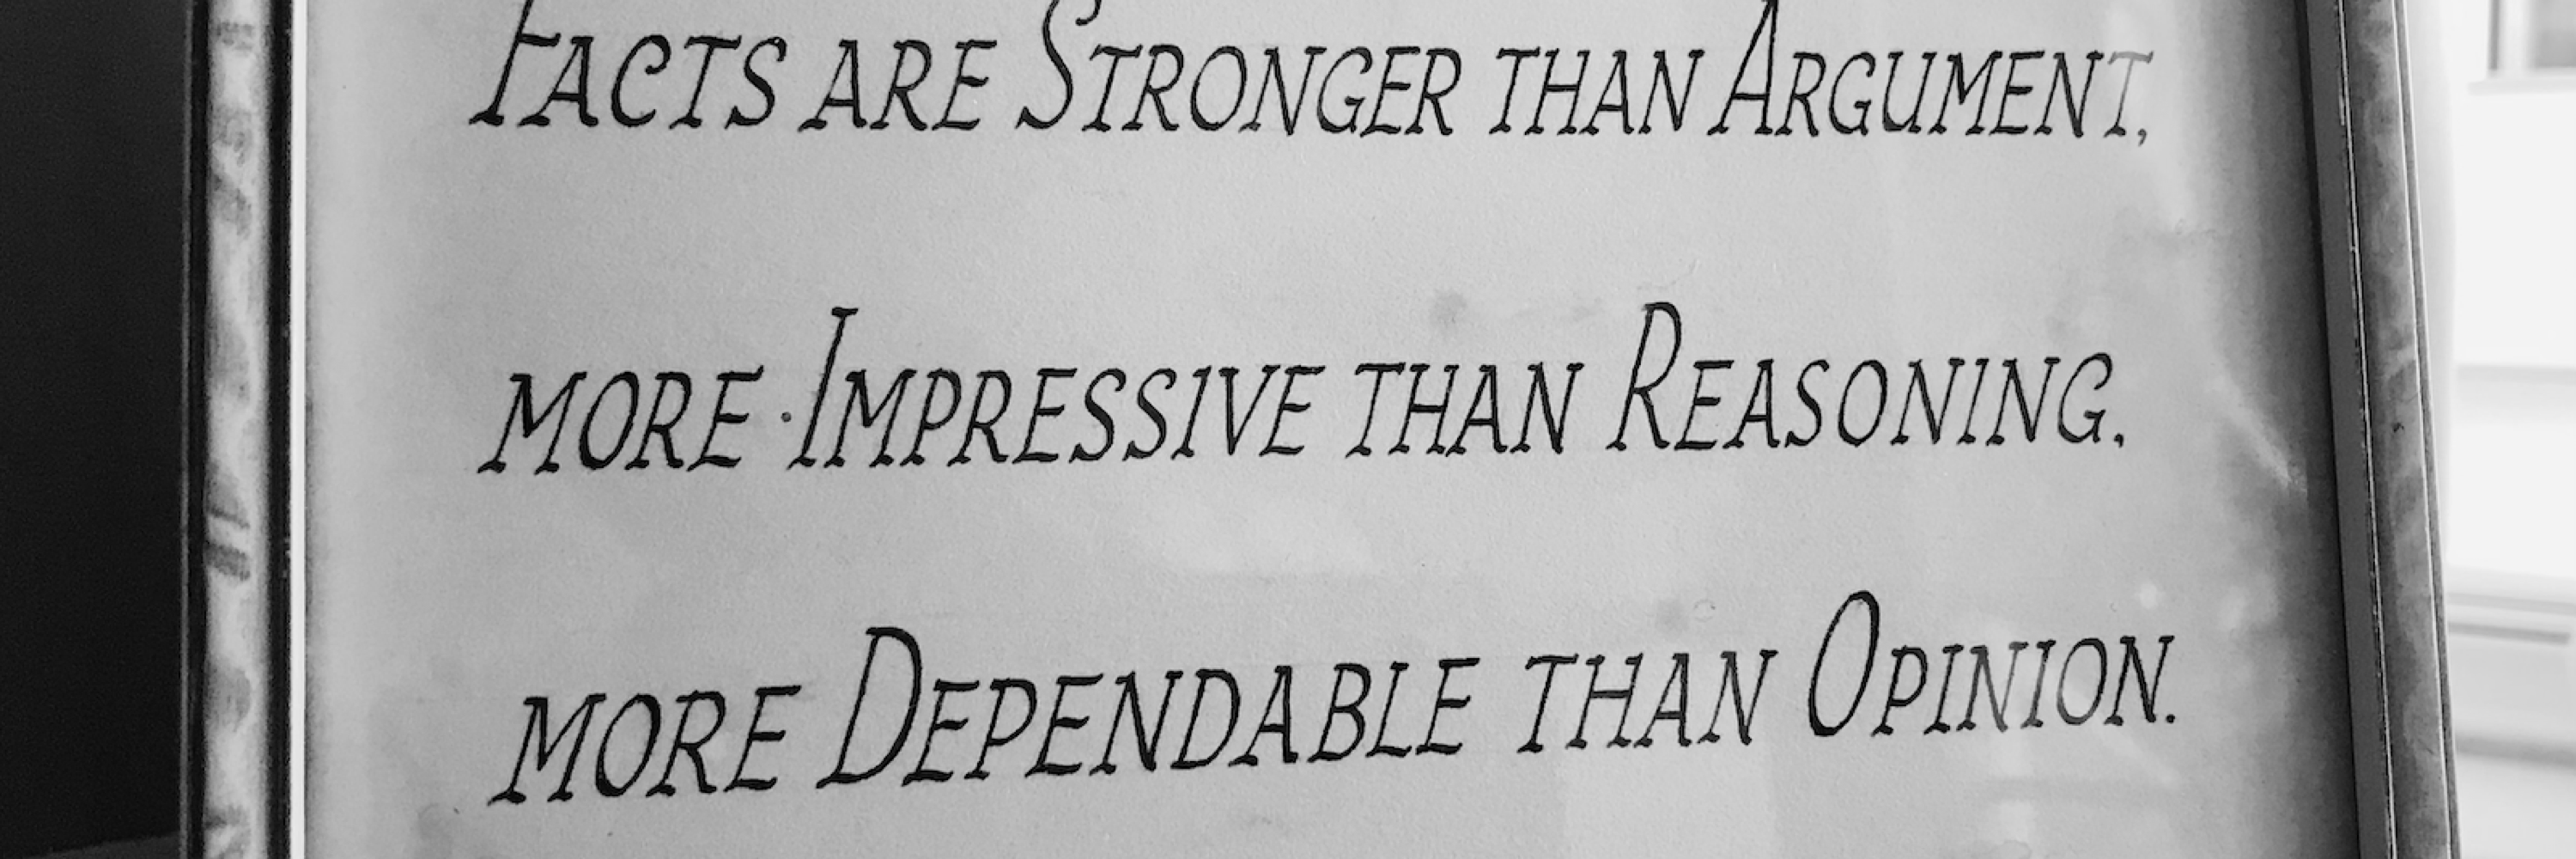 Facts are Stronger than Argument,
more Impressive than Reasoning,
more Dependable than Opinion.